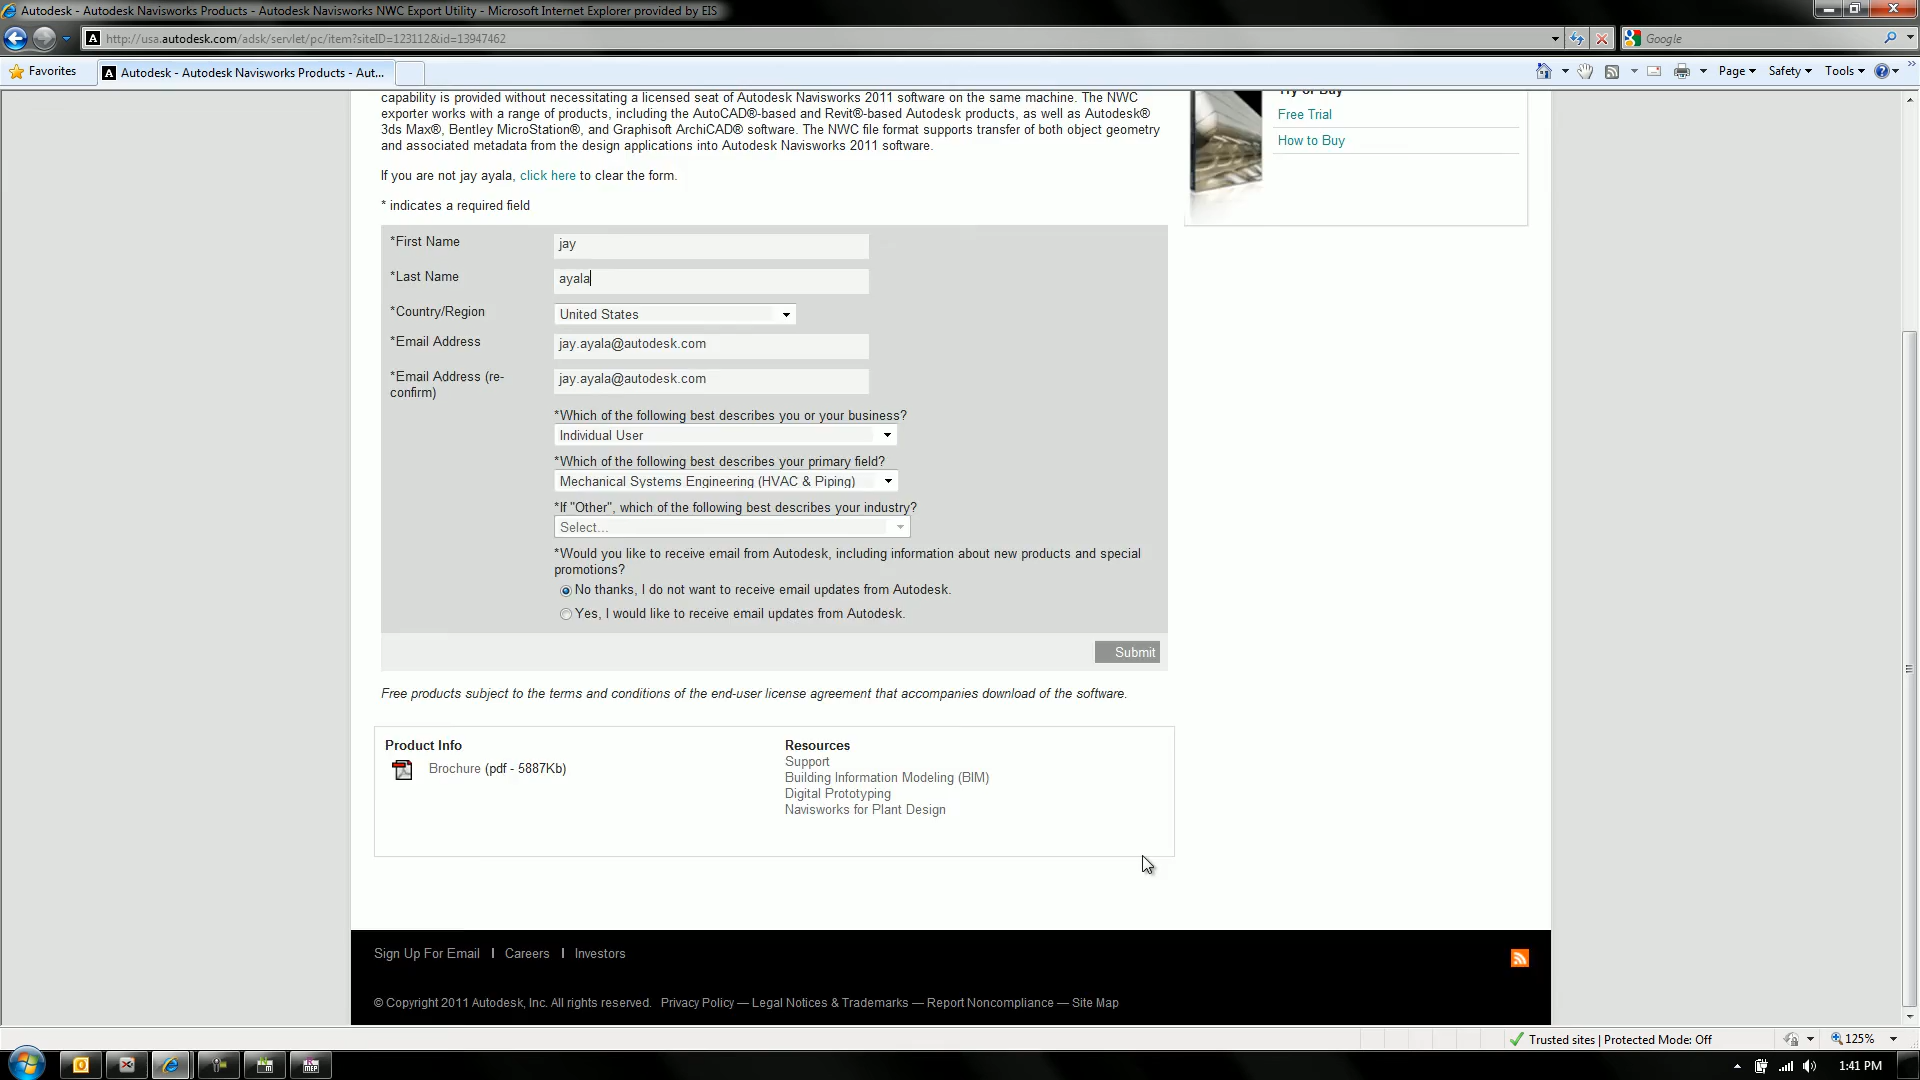 Autodesk - Autodesk Navisworks Products - Autodesk Navisworks NWC Export Utility - Microsoft Internet Explorer provided by EIS
http://usa.autodesk.com/adsk/servlet/pc/item?siteID=123112&id=13947462
Google
Favorites
Autodesk - Autodesk Navisworks Products - Aut...
Page
Safety
Tools
capability is provided without necessitating a licensed seat of Autodesk Navisworks 2011 software on the same machine. The NWC
exporter works with a range of products, including the AutoCAD®-based and Revit®-based Autodesk products, as well as Autodesk®
3ds Max®, Bentley MicroStation®, and Graphisoft ArchiCAD® software. The NWC file format supports transfer of both object geometry
and associated metadata from the design applications into Autodesk Navisworks 2011 software.
Try or Buy
Free Trial
How to Buy
If you are not jay ayala, click here to clear the form.
* indicates a required field
*First Name
jay
*Last Name
ayala
*Country/Region
United States
*Email Address
jay.ayala@autodesk.com
*Email Address (re-
confirm)
jay.ayala@autodesk.com
*Which of the following best describes you or your business?
Individual User
*Which of the following best describes your primary field?
Mechanical Systems Engineering (HVAC & Piping)
*If "Other", which of the following best describes your industry?
Select...
*Would you like to receive email from Autodesk, including information about new products and special
promotions?
No thanks, I do not want to receive email updates from Autodesk.
Yes, I would like to receive email updates from Autodesk.
Submit
Free products subject to the terms and conditions of the end-user license agreement that accompanies download of the software.
Product Info
Brochure (pdf - 5887Kb)
Resources
Support
Building Information Modeling (BIM)
Digital Prototyping
Navisworks for Plant Design
Sign Up For Email | Careers | Investors
© Copyright 2011 Autodesk, Inc. All rights reserved. Privacy Policy — Legal Notices & Trademarks — Report Noncompliance — Site Map
Trusted sites | Protected Mode: Off
125%
1:41 PM